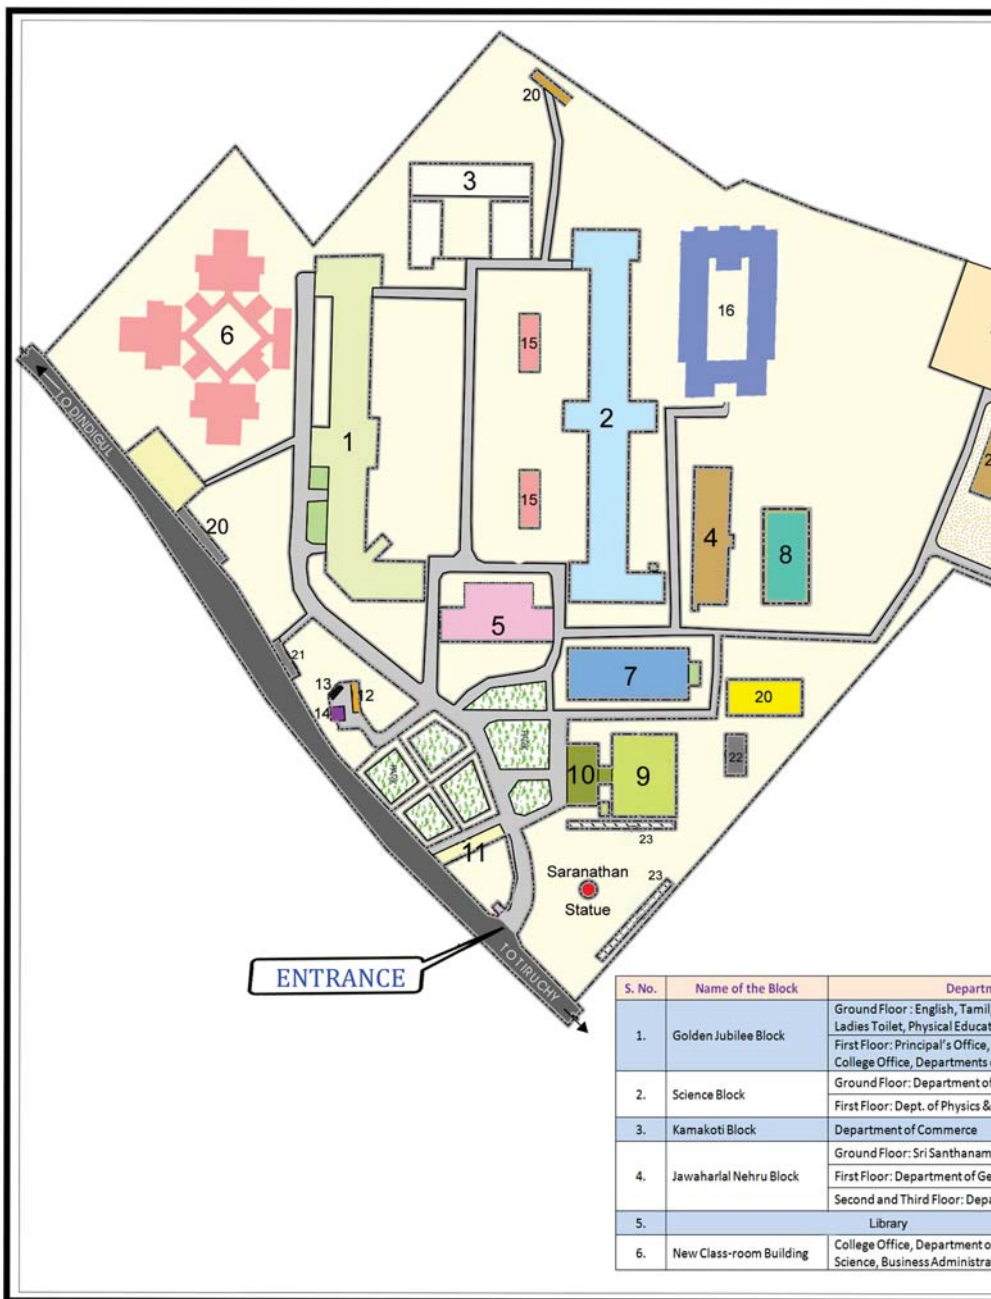 20
3
16
6
15
1
2
15
4
8
20
5
21
7
13
12
14
20
PARK
PARK
22
10
9
23
11
Saranathan
Statue
23
TO DINDIGUL
TO TIRUCHY
ENTRANCE
S. No. Name of the Block Departm
1. Golden Jubilee Block
Ground Floor : English, Tamil,
Ladies Toilet, Physical Educat
First Floor: Principal's Office,
College Office, Departments
2. Science Block
Ground Floor: Department of
First Floor: Dept. of Physics &
3. Kamakoti Block Department of Commerce
4. Jawaharlal Nehru Block
Ground Floor: Sri Santhanam
First Floor: Department of Ge
Second and Third Floor: Depa
5. Library
6. New Class-room Building
College Office, Department o
Science, Business Administra